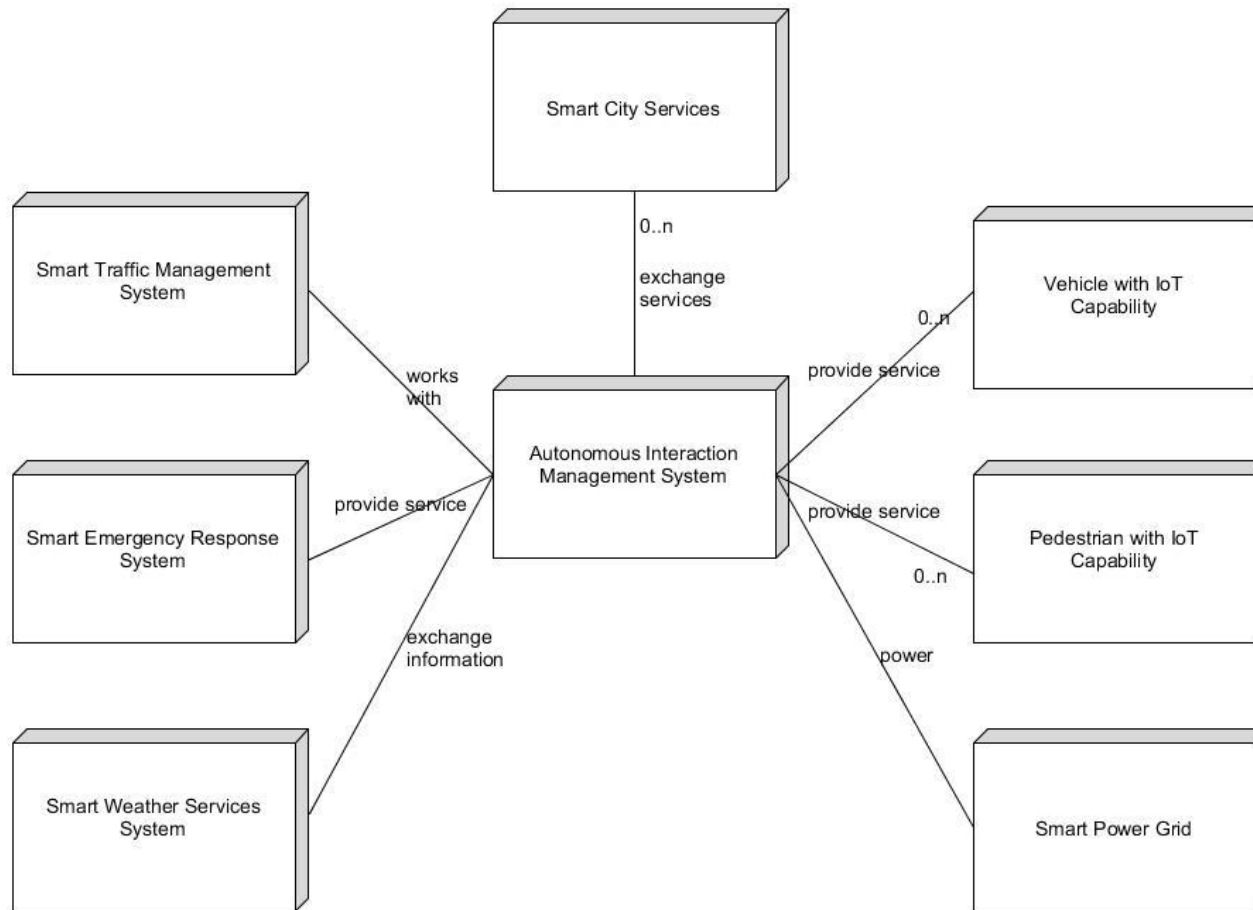 Smart City Services
0..n
exchange
services
Smart Traffic Management
System
works
with
Vehicle with IoT
Capability
0..n
provide service
Autonomous Interaction
Management System
Smart Emergency Response
System
provide service
provide service
0..n
Pedestrian with IoT
Capability
exchange
information
power
Smart Weather Services
System
Smart Power Grid